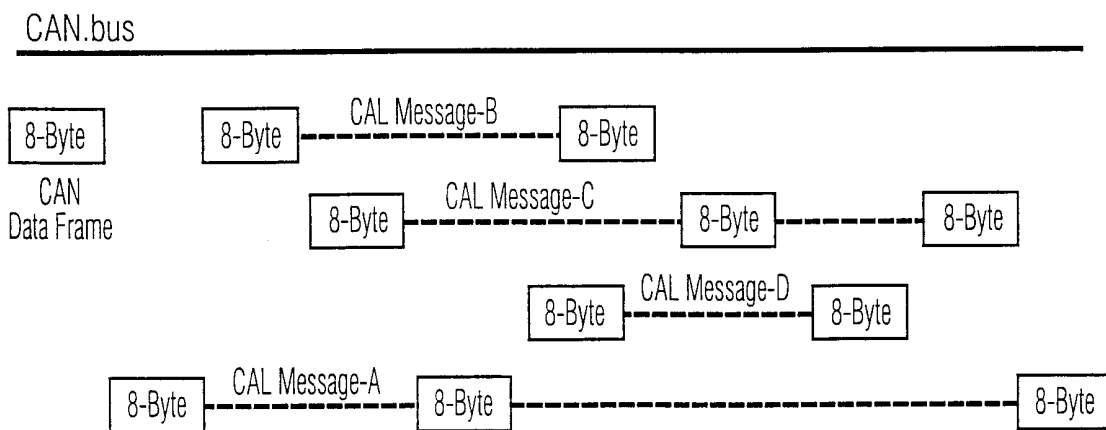 CAN.bus
8-Byte
CAN
Data Frame
8-Byte CAL Message-B 8-Byte
8-Byte CAL Message-C 8-Byte 8-Byte
8-Byte CAL Message-D 8-Byte
8-Byte CAL Message-A 8-Byte 8-Byte